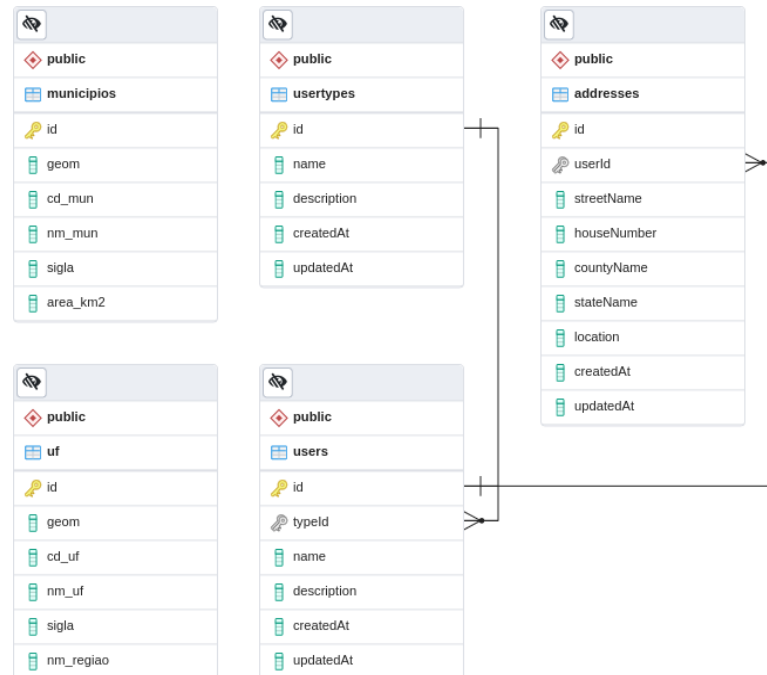 public
municipios
id
geom
cd_mun
nm_mun
sigla
area_km2
public
usertypes
id
name
description
createdAt
updatedAt
public
addresses
id
userId
streetName
houseNumber
countyName
stateName
location
createdAt
updatedAt
public
uf
id
geom
cd_uf
nm_uf
sigla
nm_regiao
public
users
id
typeId
name
description
createdAt
updatedAt